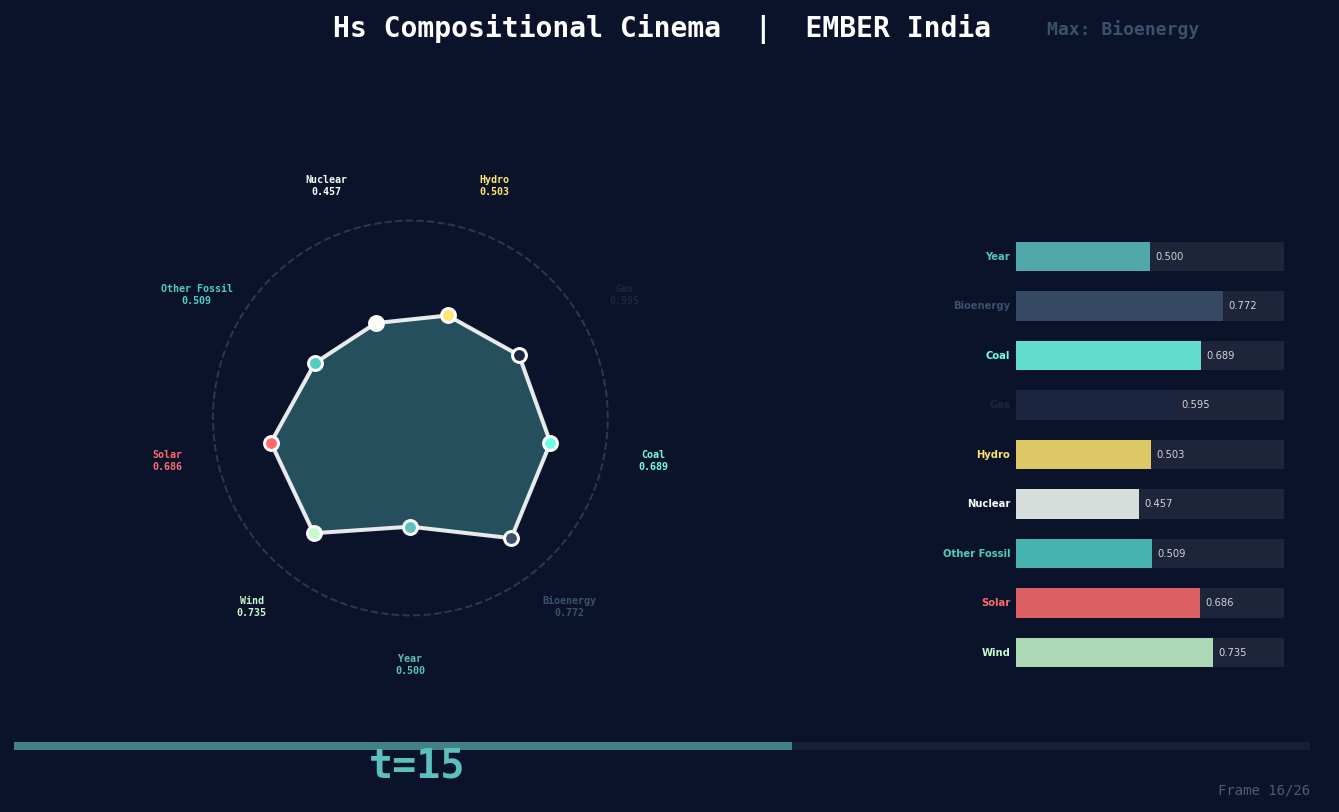 Hs Compositional Cinema | EMBER India
Max: Bioenergy
Nuclear
0.457
Hydro
0.503
Other Fossil
0.509
Gas
0.595
Solar
0.686
Coal
0.689
Wind
0.735
Bioenergy
0.772
Year
0.500
Year 0.500
Bioenergy 0.772
Coal 0.689
Gas 0.595
Hydro 0.503
Nuclear 0.457
Other Fossil 0.509
Solar 0.686
Wind 0.735
t=15
Frame 16/26